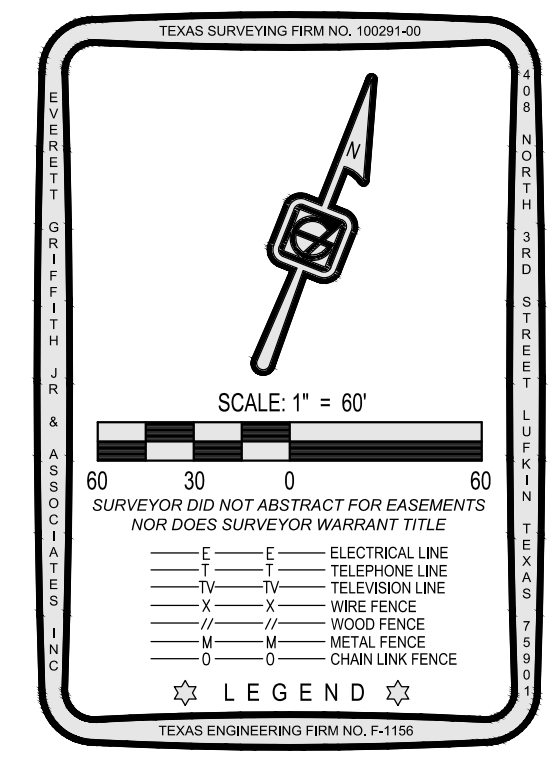 TEXAS SURVEYING FIRM NO. 100291-00
EVERETT GRIFFITH JR & ASSOCIATES INC
408 NORTH 3RD STREET LUFKIN TEXAS 75901
N
SCALE: 1" = 60'
60 30 0 60
SURVEYOR DID NOT ABSTRACT FOR EASEMENTS
NOR DOES SURVEYOR WARRANT TITLE
E E ELECTRICAL LINE
T T TELEPHONE LINE
TV TV TELEVISION LINE
X X WIRE FENCE
// // WOOD FENCE
M M METAL FENCE
O O CHAIN LINK FENCE
LEGEND
TEXAS ENGINEERING FIRM NO. F-1156